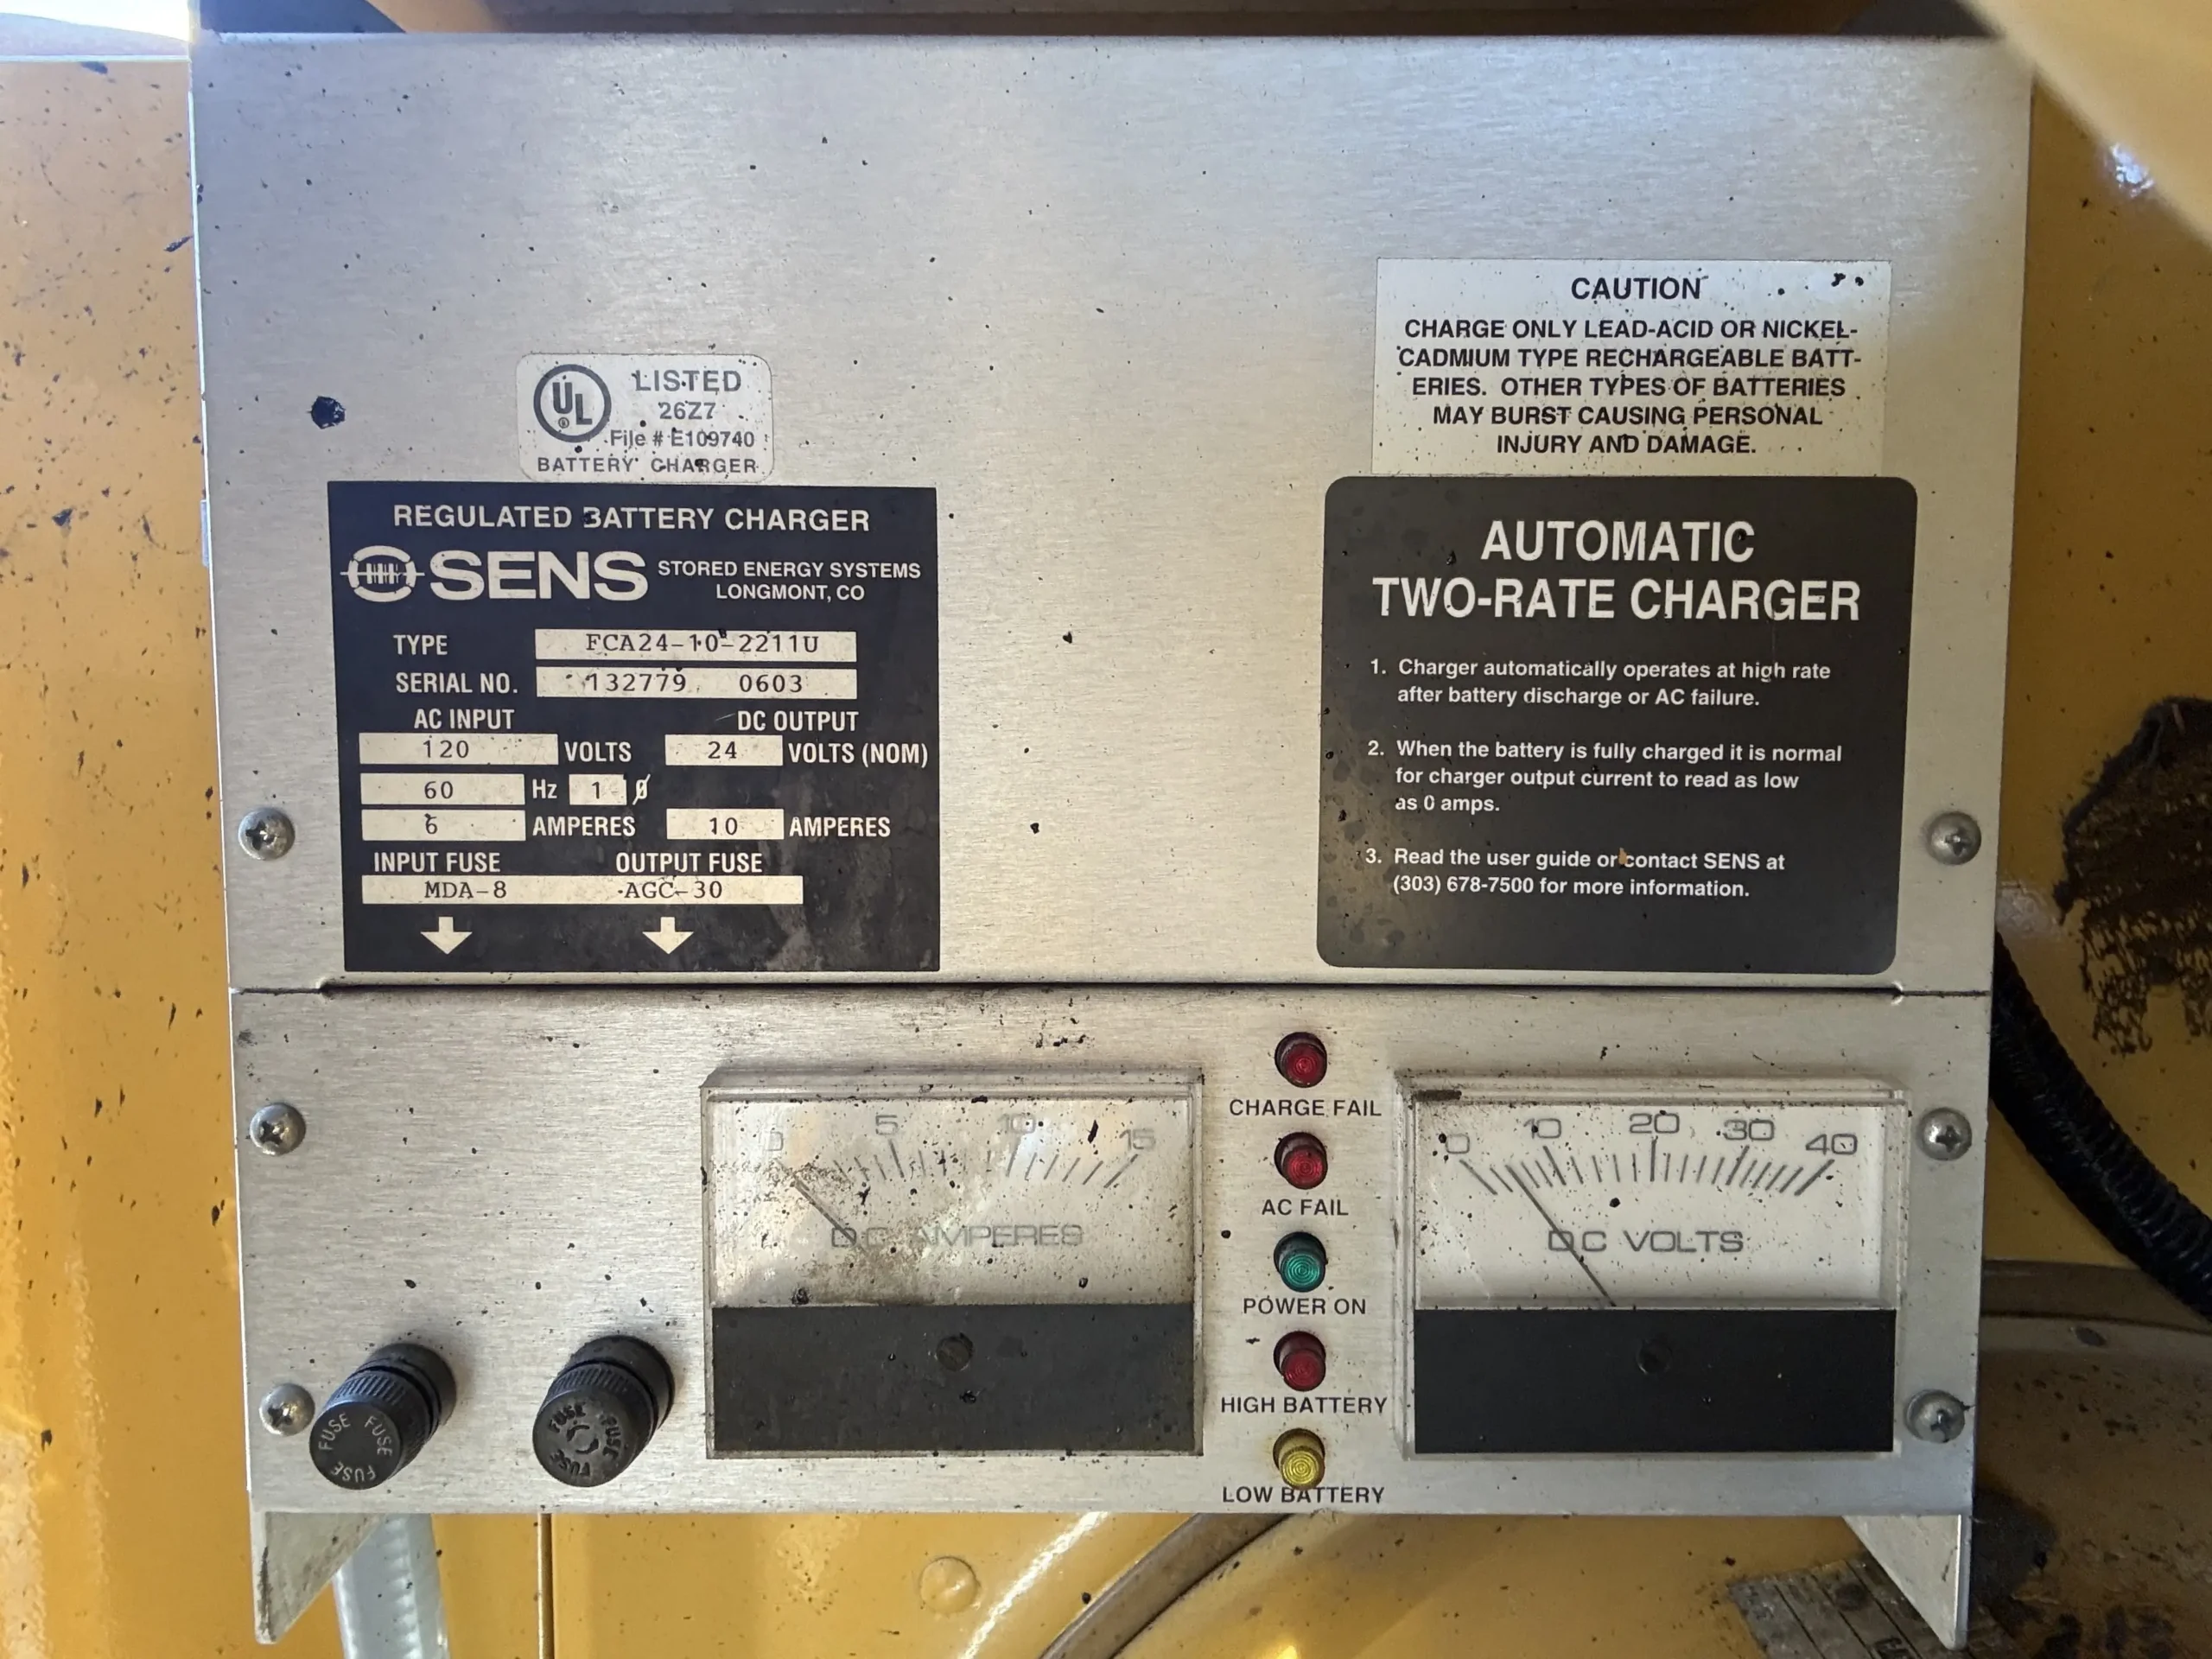 UL ® LISTED
26Z7
File # E109740
BATTERY CHARGER
REGULATED BATTERY CHARGER
SENS STORED ENERGY SYSTEMS
LONGMONT, CO
TYPE FCA24-10-2211U
SERIAL NO. 132779 0603
AC INPUT DC OUTPUT
120 VOLTS 24 VOLTS (NOM)
60 Hz 1 Ø
6 AMPERES 10 AMPERES
INPUT FUSE OUTPUT FUSE
MDA-8 AGC-30
CAUTION
CHARGE ONLY LEAD-ACID OR NICKEL-
CADMIUM TYPE RECHARGEABLE BATT-
ERIES. OTHER TYPES OF BATTERIES
MAY BURST CAUSING PERSONAL
INJURY AND DAMAGE.
AUTOMATIC
TWO-RATE CHARGER
1. Charger automatically operates at high rate
after battery discharge or AC failure.
2. When the battery is fully charged it is normal
for charger output current to read as low
as 0 amps.
3. Read the user guide or contact SENS at
(303) 678-7500 for more information.
0 5 10 15
DC AMPERES
CHARGE FAIL
AC FAIL
POWER ON
HIGH BATTERY
LOW BATTERY
0 10 20 30 40
DC VOLTS
FUSE FUSE FUSE
FUSE FUSE FUSE